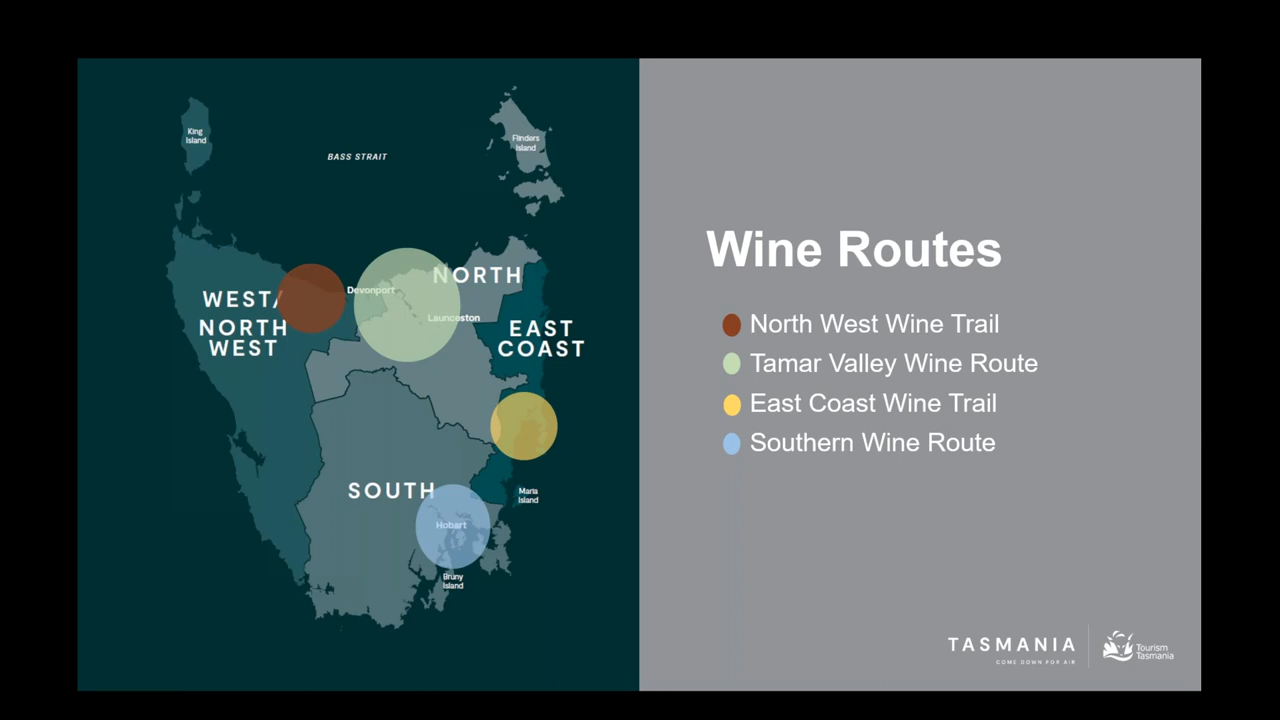 King
Island
Flinders
Island
BASS STRAIT
NORTH
Devonport
WEST/
NORTH
WEST
Launceston
EAST
COAST
SOUTH
Maria
Island
Hobart
Bruny
Island
Wine Routes
North West Wine Trail
Tamar Valley Wine Route
East Coast Wine Trail
Southern Wine Route
TASMANIA
COME DOWN FOR AIR
Tourism
Tasmania